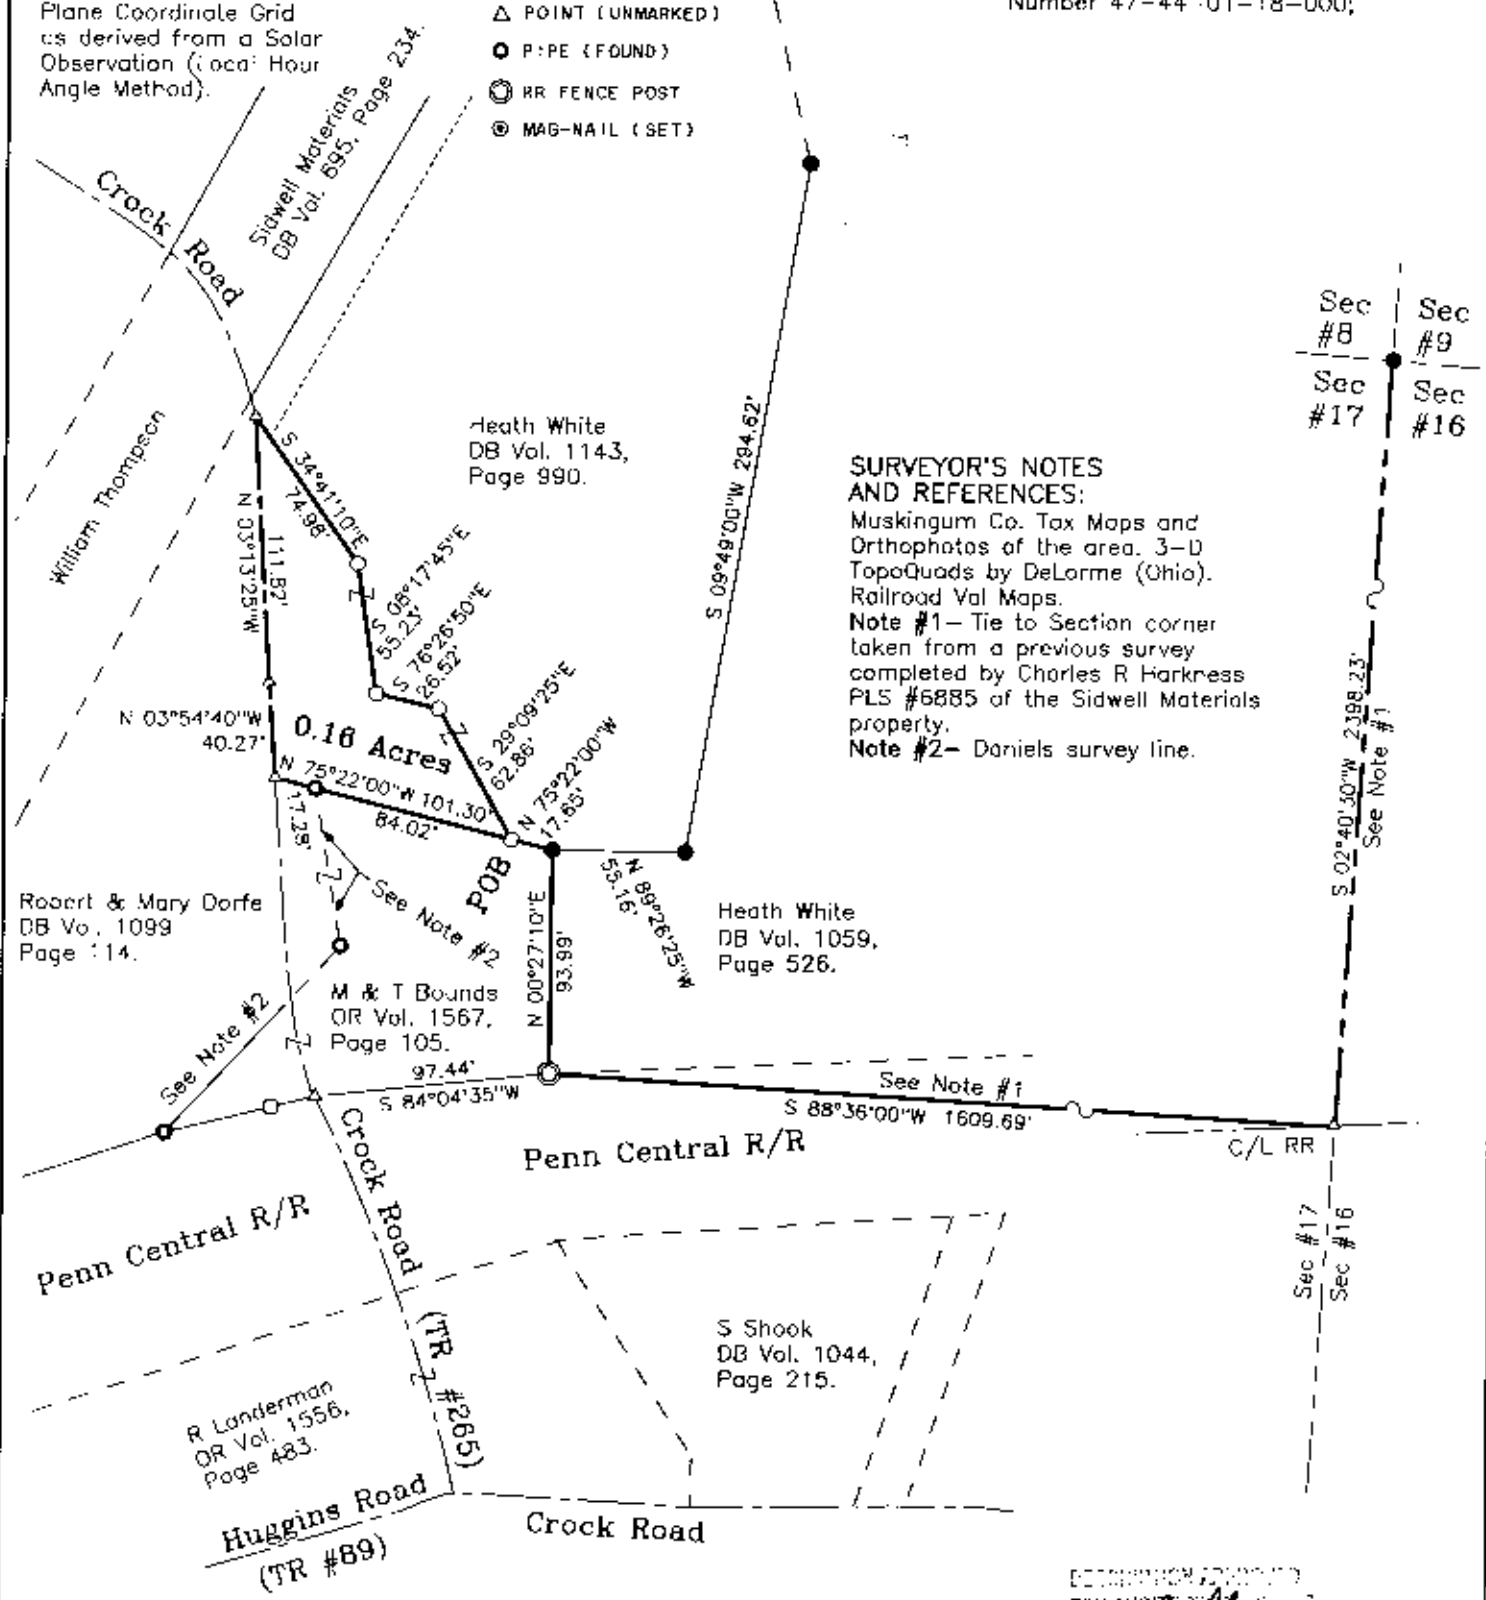 Plane Coordinate Grid
as derived from a Solar
Observation (Local Hour
Angle Method).
△ POINT (UNMARKED)
PIPE (FOUND)
RR FENCE POST
MAG-NAIL (SET)
Number 47-44-01-18-000;
Sidwell Materials
DB Vol. 695, Page 234.
Crock Road
William Thompson
Heath White
DB Vol. 1143,
Page 990.
S 09°49'00"W 294.62'
Sec #8
Sec #9
Sec #17
Sec #16
SURVEYOR'S NOTES
AND REFERENCES:
Muskingum Co. Tax Maps and
Orthophotos of the area. 3-D
TopoQuads by DeLorme (Ohio).
Railroad Val Maps.
Note #1- Tie to Section corner
taken from a previous survey
completed by Charles R Harkness
PLS #6885 of the Sidwell Materials
property.
Note #2- Daniels survey line.
S 34°41'10"E
74.98'
N 03°13'25"W
111.82'
S 08°17'45"E
55.23'
S 76°26'50"E
26.52'
S 29°09'25"E
62.86'
N 75°22'00"W
17.65'
N 03°54'40"W
40.27'
0.16 Acres
N 75°22'00"W 101.30'
84.02'
17.28'
POB
See Note #2
N 89°26'25"W
55.16'
N 00°27'10"E
93.99'
S 02°40'30"W 2398.23'
See Note #1
Robert & Mary Dorfe
DB Vol. 1099
Page 114.
Heath White
DB Vol. 1059,
Page 526.
M & T Bounds
OR Vol. 1567,
Page 105.
See Note #2
97.44'
S 84°04'35"W
See Note #1
S 88°36'00"W 1609.69'
C/L RR
Penn Central R/R
Penn Central R/R
Crock Road
(TR #265)
Sec #17
Sec #16
S Shook
DB Vol. 1044,
Page 215.
R Landerman
OR Vol. 1556,
Page 483.
Huggins Road
(TR #89)
Crock Road